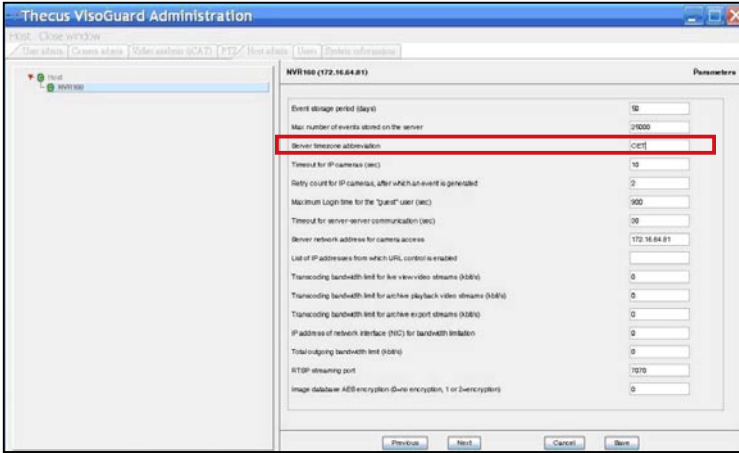 Thecus VisoGuard Administration
Host Close window
User admin Camera admin Video analysis (CA2) PTZ Host admin Users System information
Host
NVR160
NVR160 (172.16.64.81) Parameters
Event storage period (days) 50
Max number of events stored on the server 25000
Server timezone abbreviation CET
Timeout for IP cameras (sec) 10
Retry count for IP cameras, after which an event is generated 2
Maximum Login time for the "guest" user (sec) 900
Timeout for server-server communication (sec) 30
Server network address for camera access 172.16.64.81
List of IP addresses from which URL control is enabled
Transcoding bandwidth limit for live view video streams (kbit/s) 0
Transcoding bandwidth limit for archive playback video streams (kbit/s) 0
Transcoding bandwidth limit for archive export streams (kbit/s) 0
IP address of network interface (NIC) for bandwidth limitation 0
Total outgoing bandwidth limit (kbit/s) 0
RTSP streaming port 7070
Image database AES encryption (0=no encryption, 1 or 2=encryption) 0
Previous Next Cancel Save